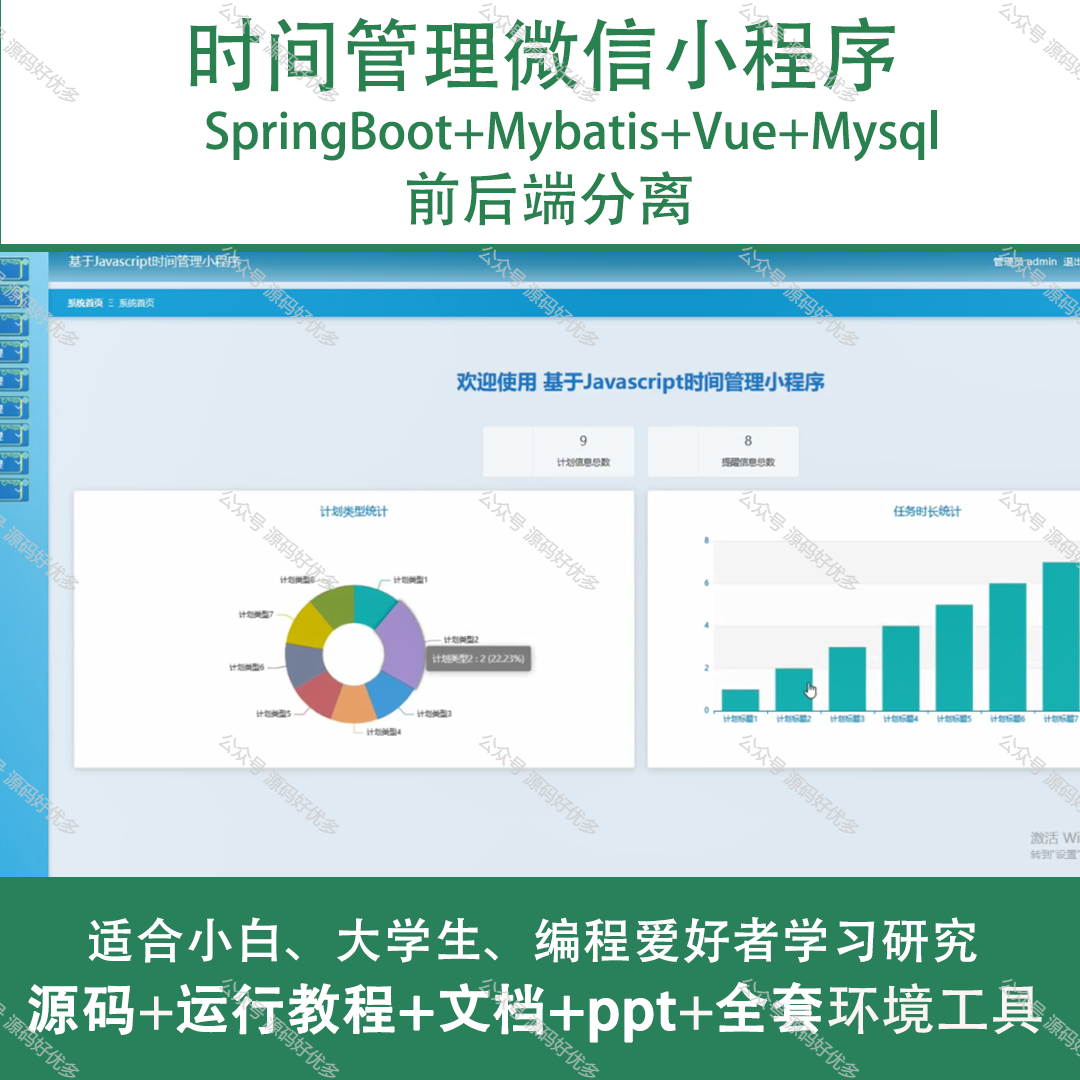 时间管理微信小程序
SpringBoot+Mybatis+Vue+Mysql
前后端分离
基于Javascript时间管理小程序
管理员 admin 退出
系统首页 Ξ 系统首页
欢迎使用 基于Javascript时间管理小程序
9
计划信息总数
8
提醒信息总数
计划类型统计
计划类型8
计划类型1
计划类型7
计划类型2
计划类型2 : 2 (22.23%)
计划类型6
计划类型5
计划类型3
计划类型4
任务时长统计
8
6
4
2
0
计划标题1
计划标题2
计划标题3
计划标题4
计划标题5
计划标题6
计划标题7
激活 Wi
转到"设置"
适合小白、大学生、编程爱好者学习研究
源码+运行教程+文档+ppt+全套环境工具
公众号 源码好优多